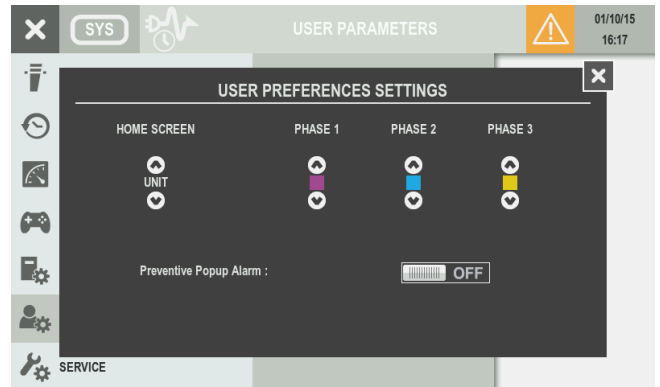 SYS
USER PARAMETERS
01/10/15
16:17
USER PREFERENCES SETTINGS
HOME SCREEN PHASE 1 PHASE 2 PHASE 3
UNIT
Preventive Popup Alarm : OFF
SERVICE